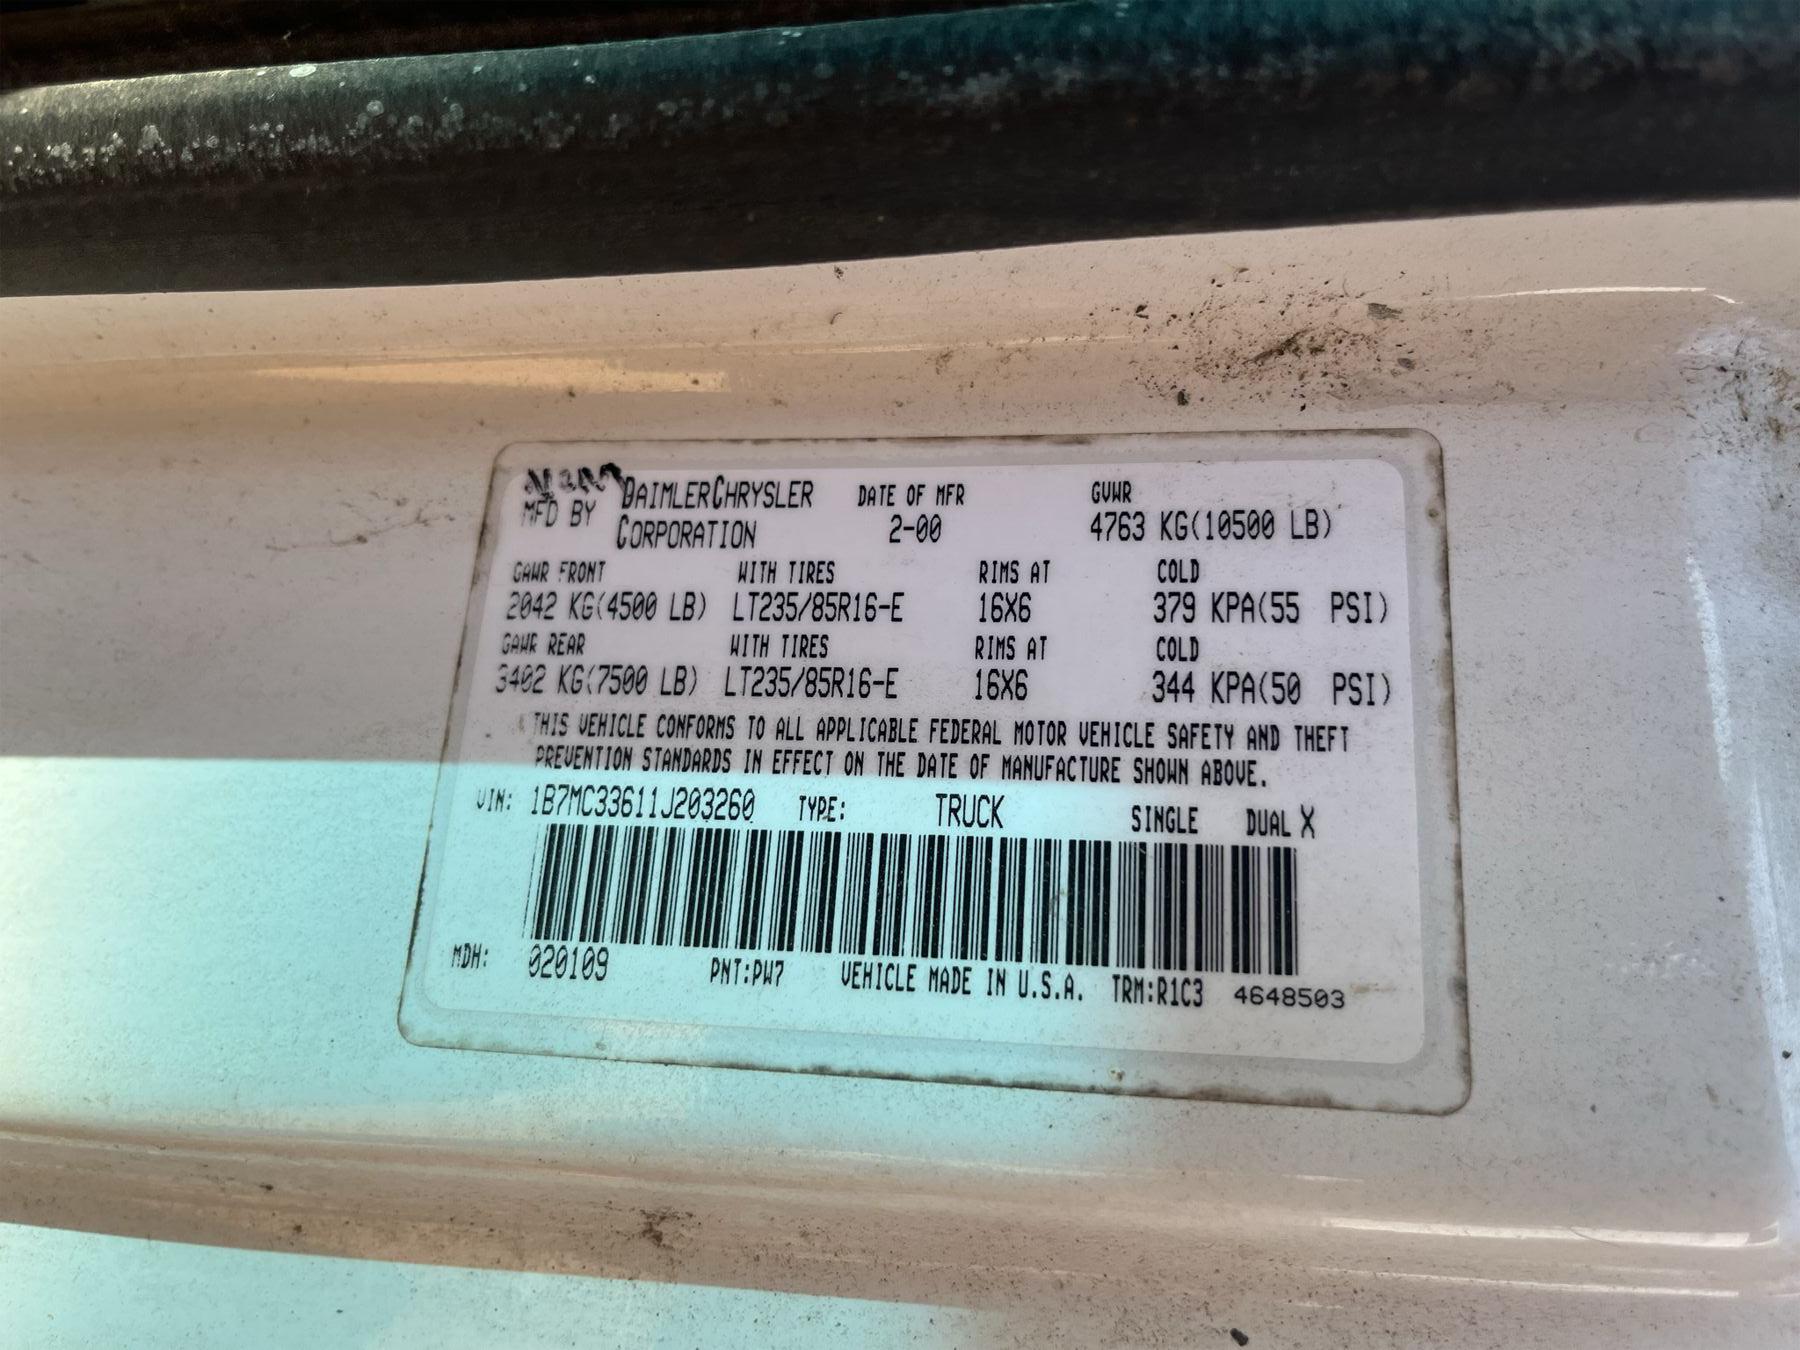 MFD BY DAIMLERCHRYSLER CORPORATION
DATE OF MFR 2-00
GVWR 4763 KG(10500 LB)
GAWR FRONT WITH TIRES RIMS AT COLD
2042 KG(4500 LB) LT235/85R16-E 16X6 379 KPA(55 PSI)
GAWR REAR WITH TIRES RIMS AT COLD
3402 KG(7500 LB) LT235/85R16-E 16X6 344 KPA(50 PSI)
THIS VEHICLE CONFORMS TO ALL APPLICABLE FEDERAL MOTOR VEHICLE SAFETY AND THEFT
PREVENTION STANDARDS IN EFFECT ON THE DATE OF MANUFACTURE SHOWN ABOVE.
VIN: 1B7MC33611J203260 TYPE: TRUCK SINGLE DUAL X
MDH: 020109 PNT:PW7 VEHICLE MADE IN U.S.A. TRM:R1C3 4648503